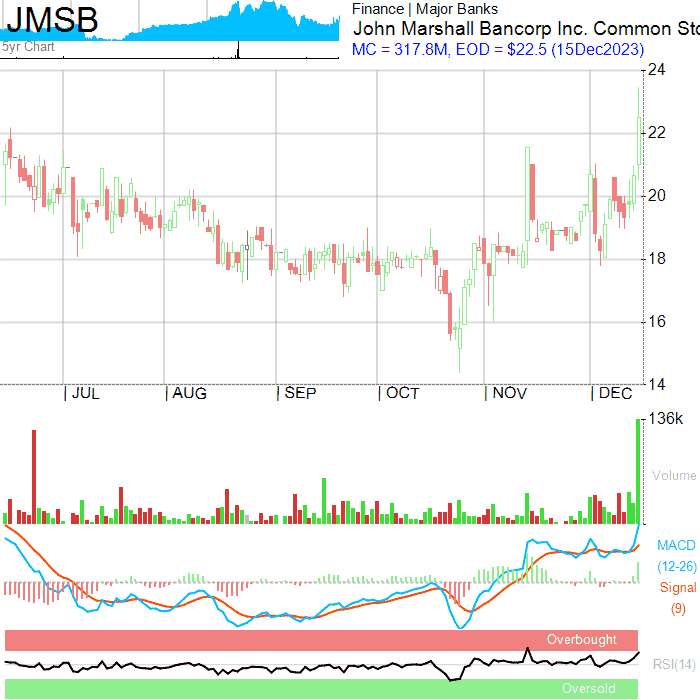 JMSB
5yr Chart
Finance | Major Banks
John Marshall Bancorp Inc. Common Sto
MC = 317.8M, EOD = $22.5 (15Dec2023)
24
22
20
18
16
14
| JUL | AUG | SEP | OCT | NOV | DEC
136k
Volume
MACD
(12-26)
Signal
(9)
Overbought
RSI(14)
Oversold